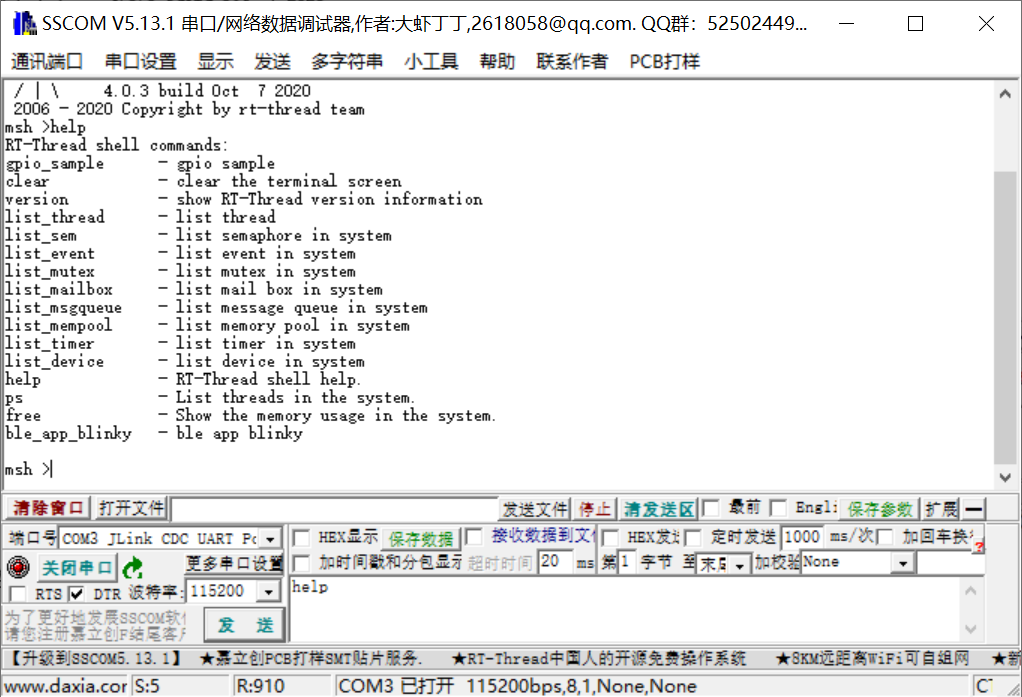 SSCOM V5.13.1 串口/网络数据调试器,作者:大虾丁丁,2618058@qq.com. QQ群：52502449...
通讯端口 串口设置 显示 发送 多字符串 小工具 帮助 联系作者 PCB打样
/ | \ 4.0.3 build Oct 7 2020
2006 - 2020 Copyright by rt-thread team
msh >help
RT-Thread shell commands:
gpio_sample - gpio sample
clear - clear the terminal screen
version - show RT-Thread version information
list_thread - list thread
list_sem - list semaphore in system
list_event - list event in system
list_mutex - list mutex in system
list_mailbox - list mail box in system
list_msgqueue - list message queue in system
list_mempool - list memory pool in system
list_timer - list timer in system
list_device - list device in system
help - RT-Thread shell help.
ps - List threads in the system.
free - Show the memory usage in the system.
ble_app_blinky - ble app blinky
msh >
清除窗口 打开文件 发送文件 停止 清发送区 最前 Engli 保存参数 扩展 —
端口号 COM3 JLink CDC UART Po HEX显示 保存数据 接收数据到文 HEX发 定时发送 1000 ms/次 加回车换
关闭串口 更多串口设置 加时间戳和分包显示 超时时间 20 ms 第1 字节 至 末尾 加校验 None
RTS DTR 波特率: 115200 help
为了更好地发展SSCOM软
请您注册嘉立创F结尾客
发 送
【升级到SSCOM5.13.1】 ★嘉立创PCB打样SMT贴片服务. ★RT-Thread中国人的开源免费操作系统 ★8KM远距离WiFi可自组网 ★新
www.daxia.cor S:5 R:910 COM3 已打开 115200bps,8,1,None,None